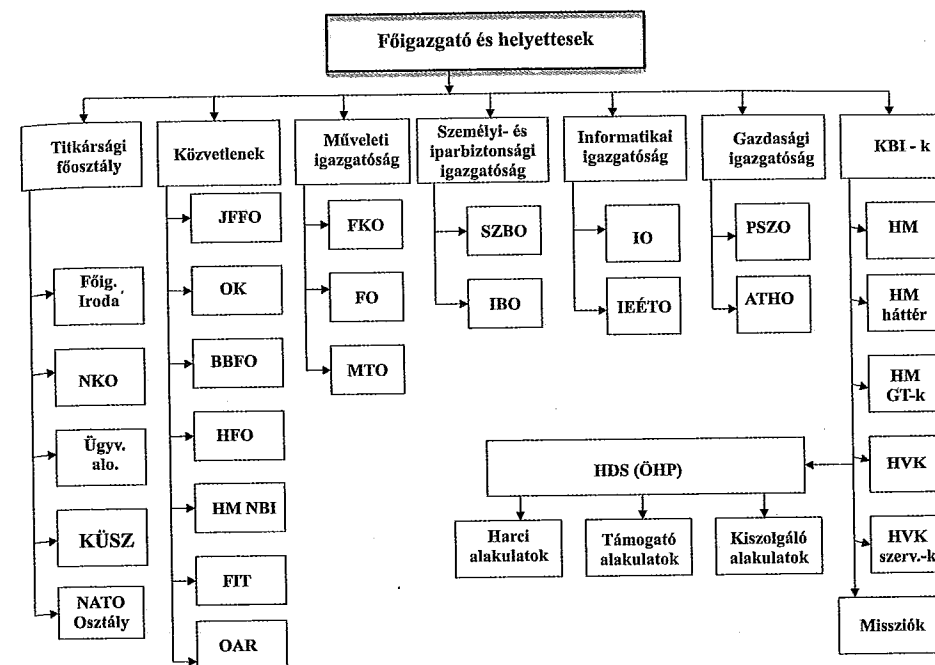 Főigazgató és helyettesek
Titkársági
főosztály
Közvetlenek
Műveleti
igazgatóság
Személyi- és
iparbiztonsági
igazgatóság
Informatikai
igazgatóság
Gazdasági
igazgatóság
KBI - k
Főig.
Iroda
NKO
Ügyv.
alo.
KÜSZ
NATO
Osztály
JFFO
OK
BBFO
HFO
HM NBI
FIT
OAR
FKO
FO
MTO
SZBO
IBO
IO
IEÉTO
PSZO
ATHO
HM
HM
háttér
HM
GT-k
HVK
HVK
szerv.-k
Missziók
HDS (ÖHP)
Harci
alakulatok
Támogató
alakulatok
Kiszolgáló
alakulatok